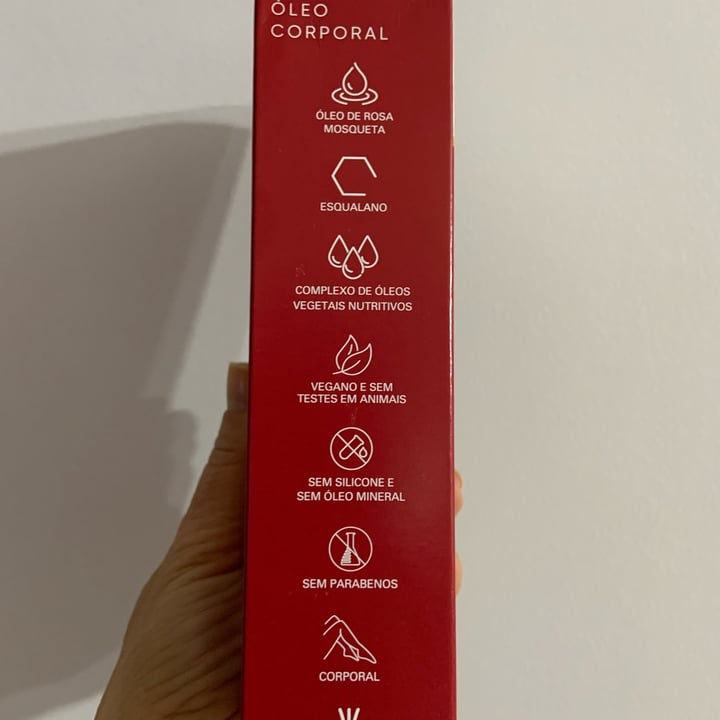 ÓLEO
CORPORAL
ÓLEO DE ROSA
MOSQUETA
ESQUALANO
COMPLEXO DE ÓLEOS
VEGETAIS NUTRITIVOS
VEGANO E SEM
TESTES EM ANIMAIS
SEM SILICONE E
SEM ÓLEO MINERAL
SEM PARABENOS
CORPORAL